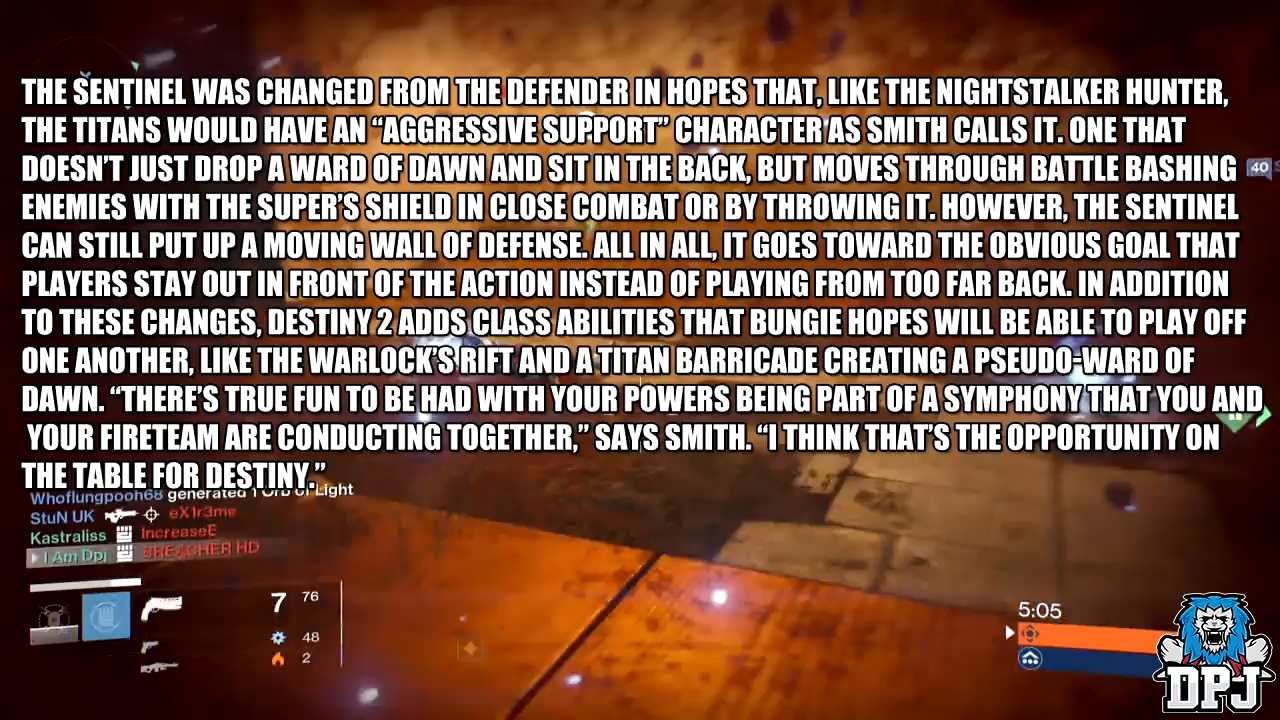 THE SENTINEL WAS CHANGED FROM THE DEFENDER IN HOPES THAT, LIKE THE NIGHTSTALKER HUNTER,
THE TITANS WOULD HAVE AN “AGGRESSIVE SUPPORT” CHARACTER AS SMITH CALLS IT. ONE THAT
DOESN’T JUST DROP A WARD OF DAWN AND SIT IN THE BACK, BUT MOVES THROUGH BATTLE BASHING
40
ENEMIES WITH THE SUPER’S SHIELD IN CLOSE COMBAT OR BY THROWING IT. HOWEVER, THE SENTINEL
CAN STILL PUT UP A MOVING WALL OF DEFENSE. ALL IN ALL, IT GOES TOWARD THE OBVIOUS GOAL THAT
PLAYERS STAY OUT IN FRONT OF THE ACTION INSTEAD OF PLAYING FROM TOO FAR BACK. IN ADDITION
TO THESE CHANGES, DESTINY 2 ADDS CLASS ABILITIES THAT BUNGIE HOPES WILL BE ABLE TO PLAY OFF
ONE ANOTHER, LIKE THE WARLOCK’S RIFT AND A TITAN BARRICADE CREATING A PSEUDO-WARD OF
DAWN. “THERE’S TRUE FUN TO BE HAD WITH YOUR POWERS BEING PART OF A SYMPHONY THAT YOU AND
YOUR FIRETEAM ARE CONDUCTING TOGETHER,” SAYS SMITH. “I THINK THAT’S THE OPPORTUNITY ON
THE TABLE FOR DESTINY.”
Whoflungpooh68 generated 1 Orb of Light
StuN UK eX1r3me
Kastraliss IncreaseE
I Am Dpj BREACHER HD
7 76
48
2
5:05
DPJ